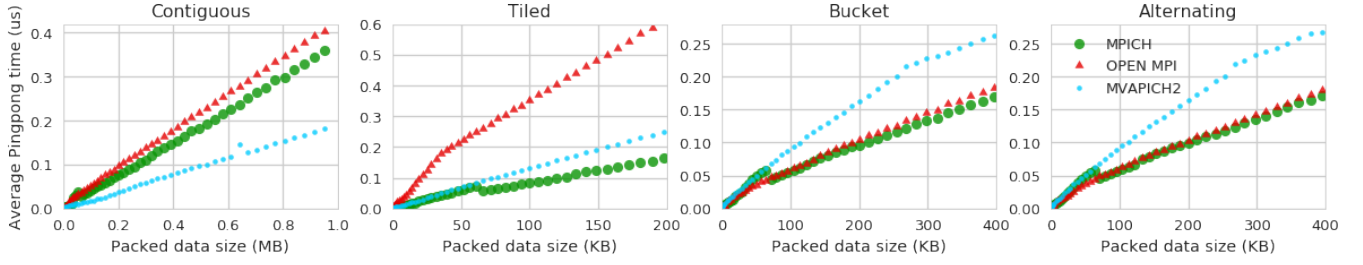 Contiguous
Tiled
Bucket
Alternating
Average Pingpong time (us)
0.4
0.3
0.2
0.1
0.0
0.0 0.2 0.4 0.6 0.8 1.0
Packed data size (MB)
0.6
0.5
0.4
0.3
0.2
0.1
0.0
0 50 100 150 200
Packed data size (KB)
0.25
0.20
0.15
0.10
0.05
0.00
0 100 200 300 400
Packed data size (KB)
0.25
0.20
0.15
0.10
0.05
0.00
0 100 200 300 400
Packed data size (KB)
MPICH
OPEN MPI
MVAPICH2